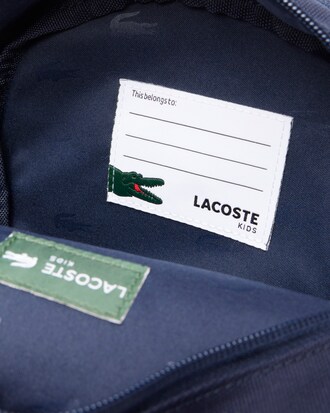 This belongs to:
LACOSTE
KIDS
LACOSTE
KIDS